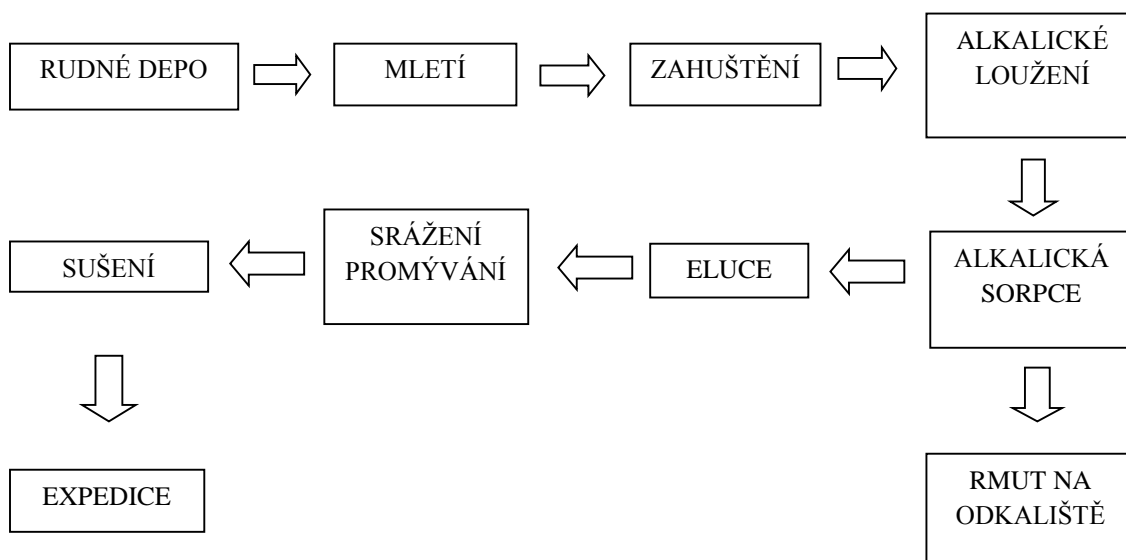 RUDNÉ DEPO
MLETÍ
ZAHUŠTĚNÍ
ALKALICKÉ
LOUŽENÍ
ALKALICKÁ
SORPCE
ELUCE
SRÁŽENÍ
PROMÝVÁNÍ
SUŠENÍ
EXPEDICE
RMUT NA
ODKALIŠTĚ